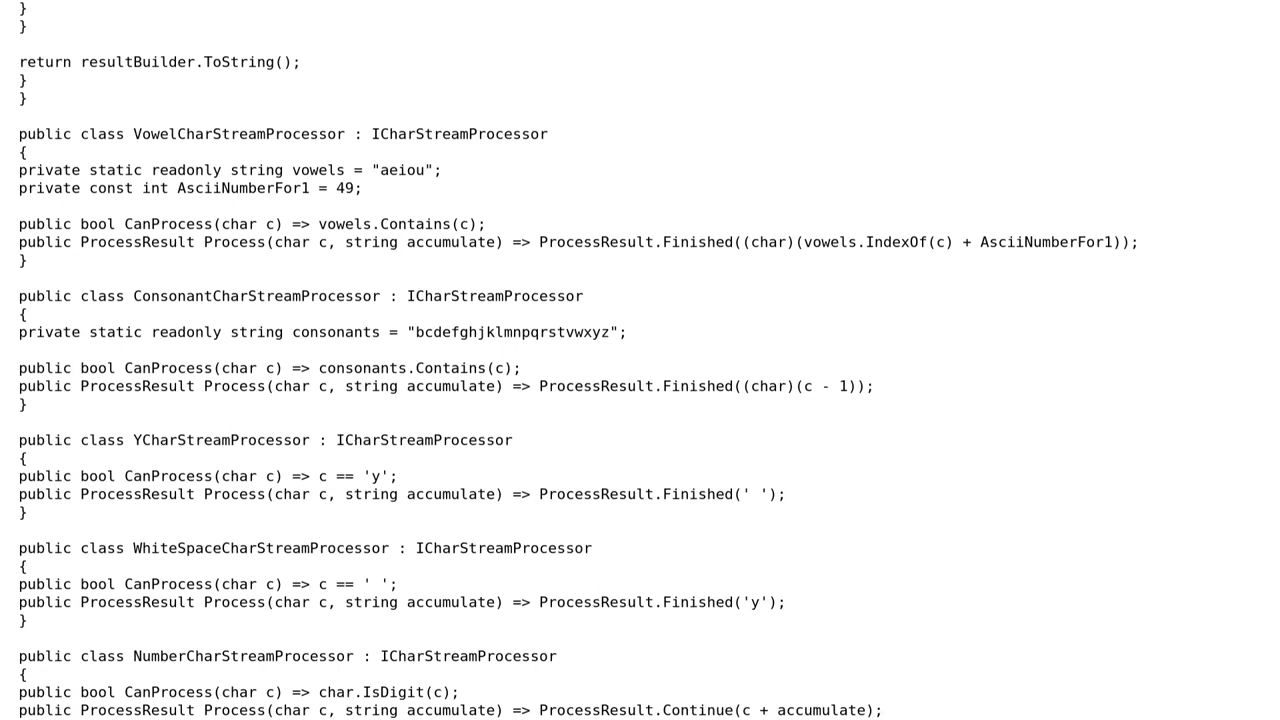 }
}
return resultBuilder.ToString();
}
}
public class VowelCharStreamProcessor : ICharStreamProcessor
{
private static readonly string vowels = "aeiou";
private const int AsciiNumberFor1 = 49;
public bool CanProcess(char c) => vowels.Contains(c);
public ProcessResult Process(char c, string accumulate) => ProcessResult.Finished((char)(vowels.IndexOf(c) + AsciiNumberFor1));
}
public class ConsonantCharStreamProcessor : ICharStreamProcessor
{
private static readonly string consonants = "bcdefghjklmnpqrstvwxyz";
public bool CanProcess(char c) => consonants.Contains(c);
public ProcessResult Process(char c, string accumulate) => ProcessResult.Finished((char)(c - 1));
}
public class YCharStreamProcessor : ICharStreamProcessor
{
public bool CanProcess(char c) => c == 'y';
public ProcessResult Process(char c, string accumulate) => ProcessResult.Finished(' ');
}
public class WhiteSpaceCharStreamProcessor : ICharStreamProcessor
{
public bool CanProcess(char c) => c == ' ';
public ProcessResult Process(char c, string accumulate) => ProcessResult.Finished('y');
}
public class NumberCharStreamProcessor : ICharStreamProcessor
{
public bool CanProcess(char c) => char.IsDigit(c);
public ProcessResult Process(char c, string accumulate) => ProcessResult.Continue(c + accumulate);